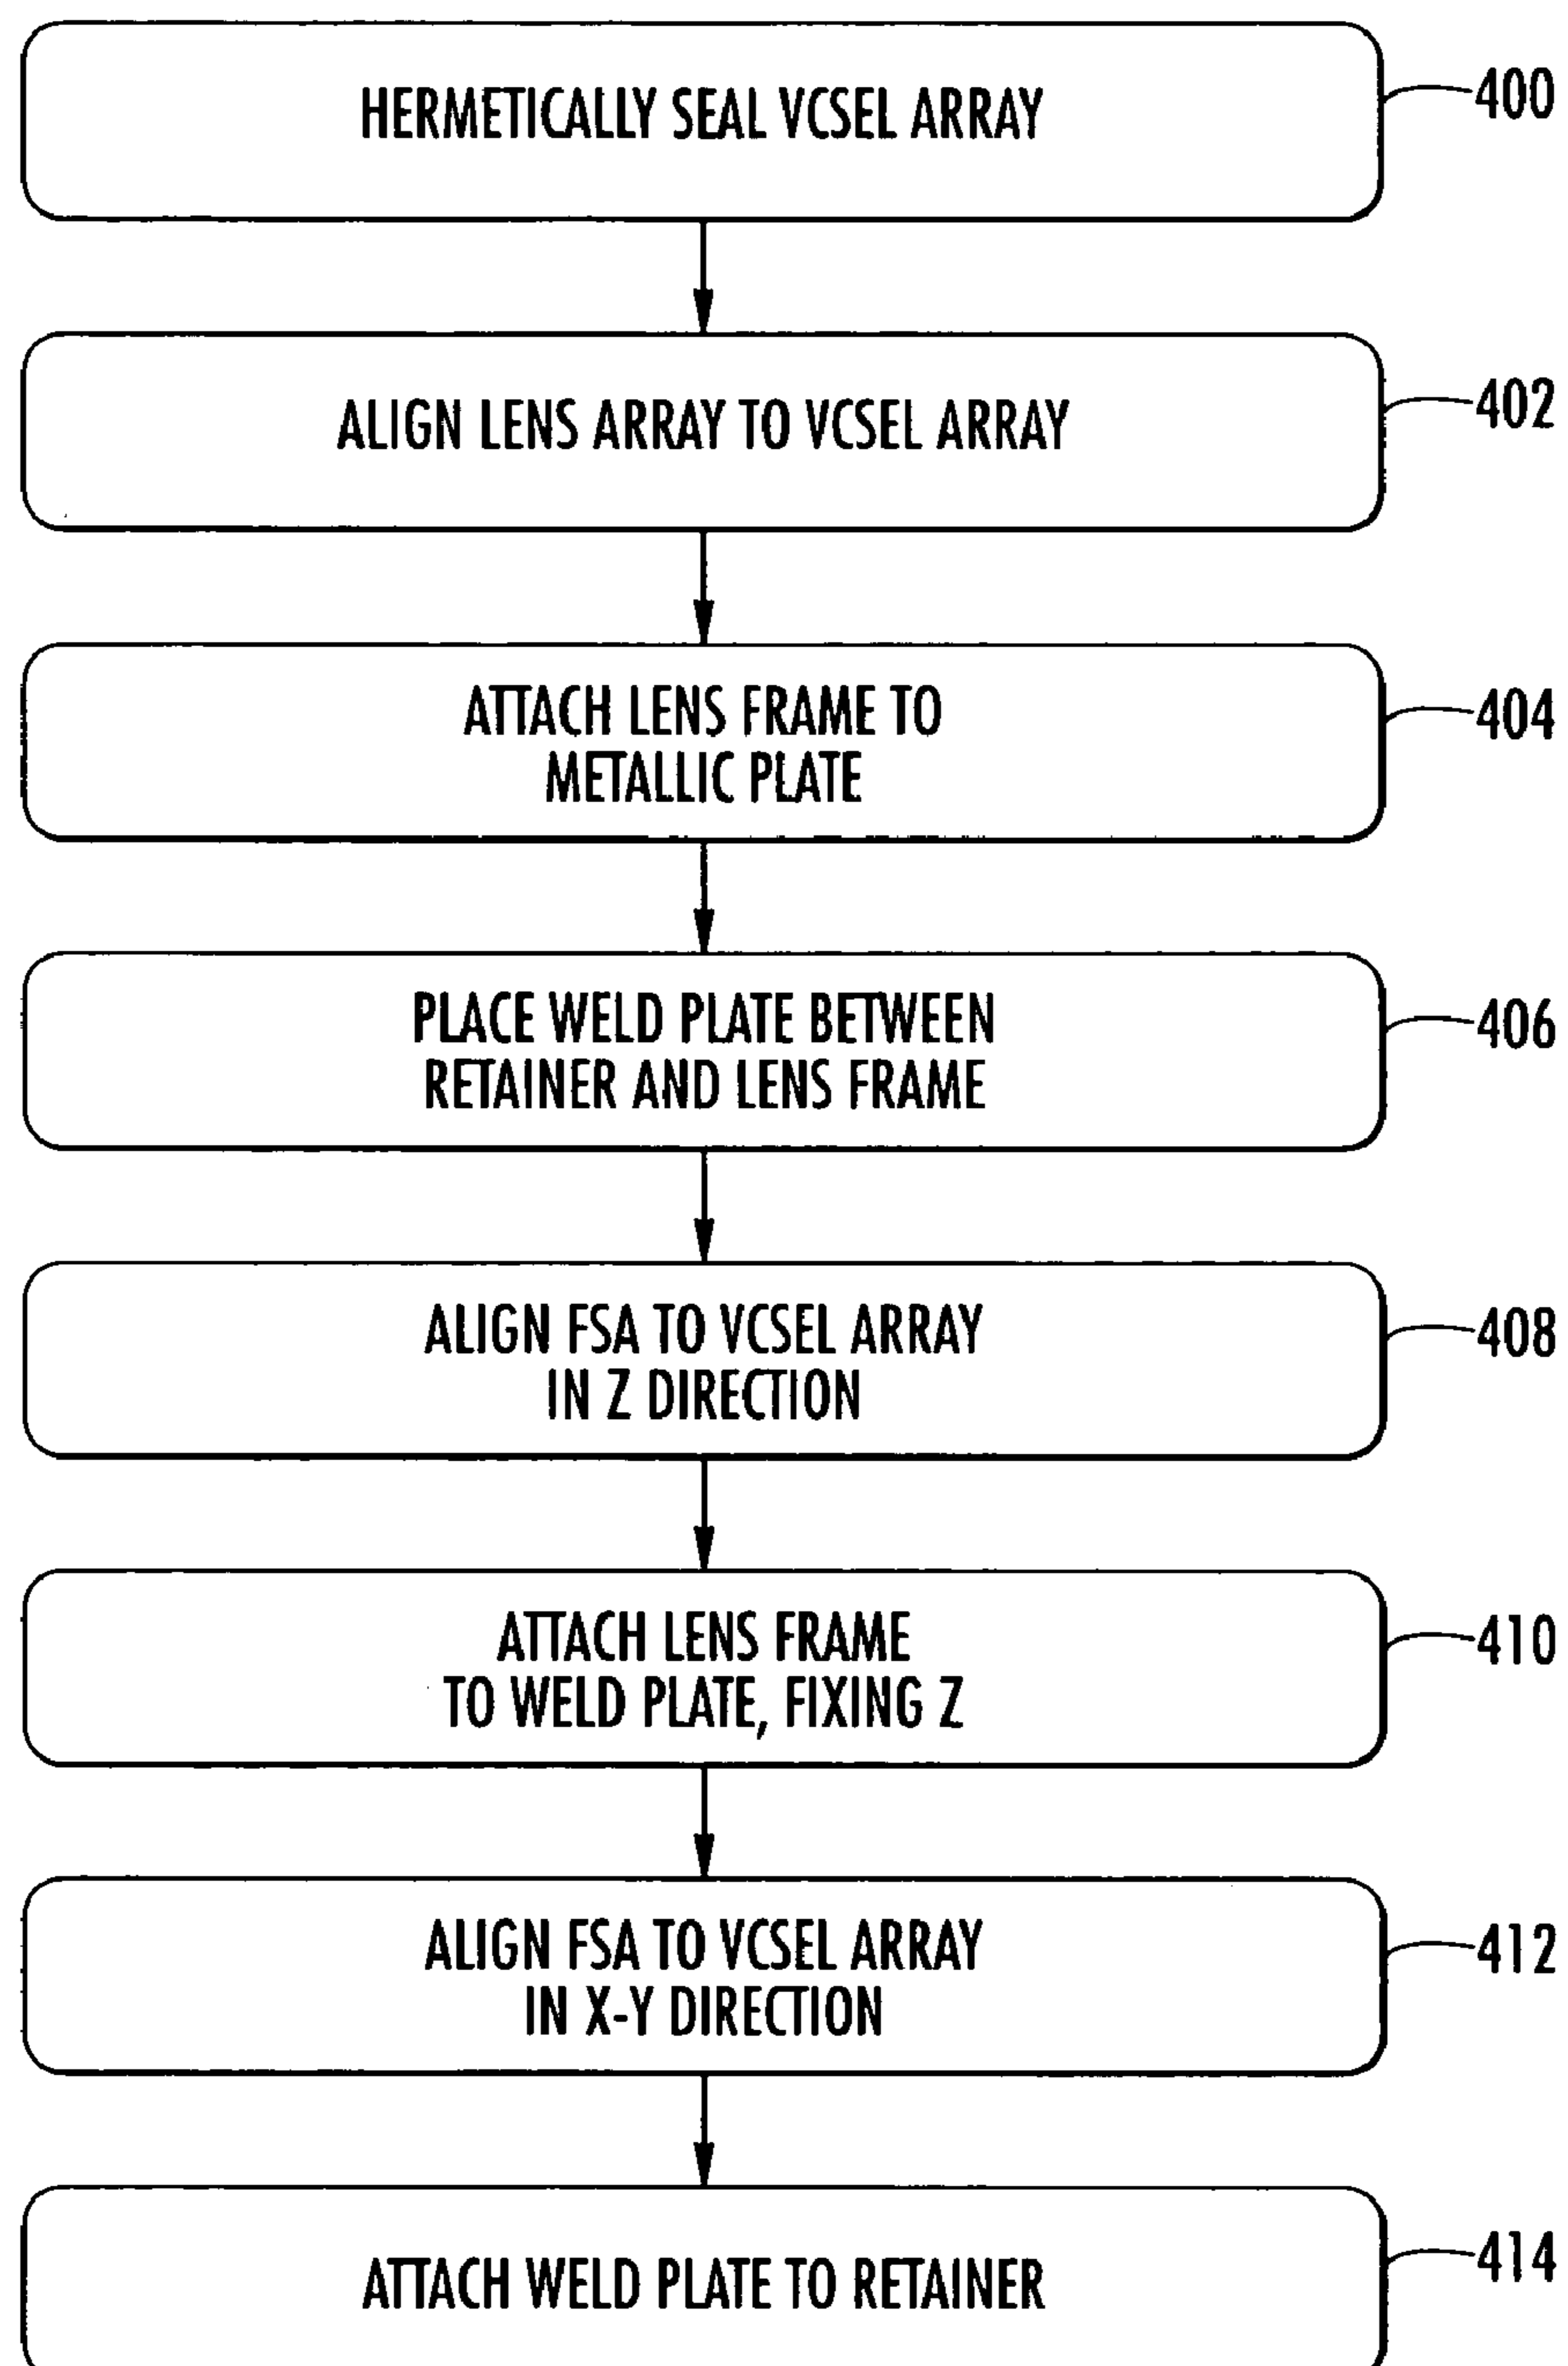 HERMETICALLY SEAL VCSEL ARRAY
400
ALIGN LENS ARRAY TO VCSEL ARRAY
402
ATTACH LENS FRAME TO
METALLIC PLATE
404
PLACE WELD PLATE BETWEEN
RETAINER AND LENS FRAME
406
ALIGN FSA TO VCSEL ARRAY
IN Z DIRECTION
408
ATTACH LENS FRAME
TO WELD PLATE, FIXING Z
410
ALIGN FSA TO VCSEL ARRAY
IN X-Y DIRECTION
412
ATTACH WELD PLATE TO RETAINER
414